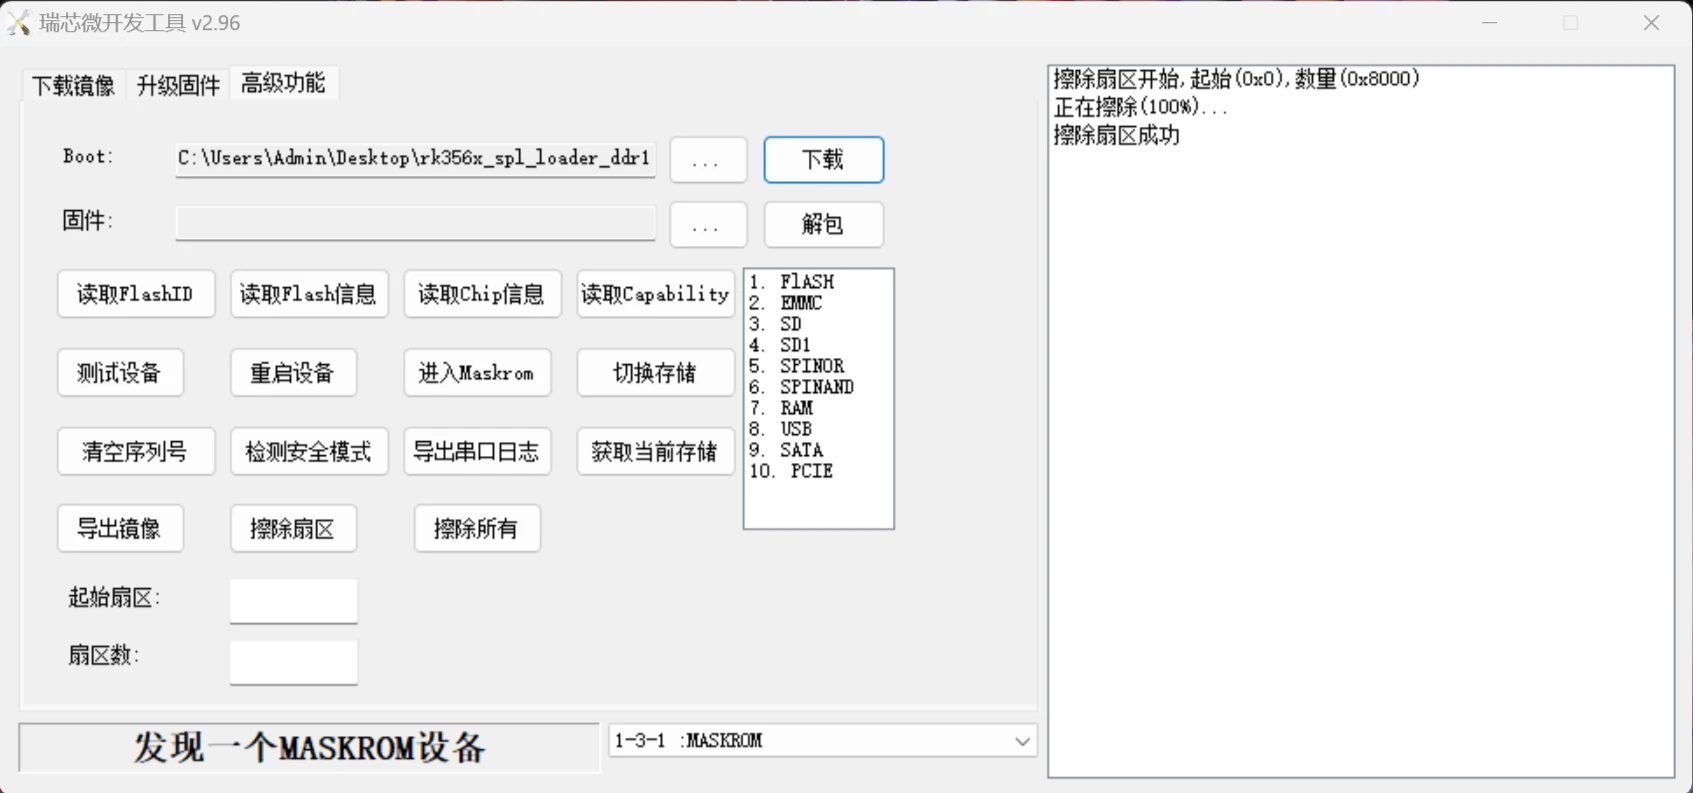 瑞芯微开发工具 v2.96
下载镜像 升级固件 高级功能
Boot: C:\Users\Admin\Desktop\rk356x_spl_loader_ddr1 ... 下载
固件: ... 解包
读取FlashID 读取Flash信息 读取Chip信息 读取Capability
测试设备 重启设备 进入Maskrom 切换存储
清空序列号 检测安全模式 导出串口日志 获取当前存储
导出镜像 擦除扇区 擦除所有
1. FlASH
2. EMMC
3. SD
4. SD1
5. SPINOR
6. SPINAND
7. RAM
8. USB
9. SATA
10. PCIE
起始扇区:
扇区数:
发现一个MASKROM设备 1-3-1 :MASKROM
擦除扇区开始,起始(0x0),数量(0x8000)
正在擦除(100%)...
擦除扇区成功